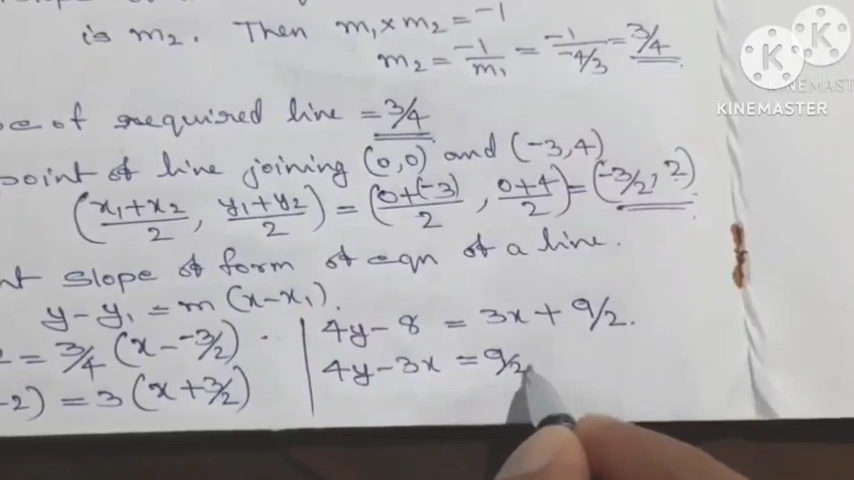 is m₂. Then m₁ × m₂ = -1
m₂ = -1/m₁ = -1/-4/3 = 3/4
of required line = 3/4
point of line joining (0,0) and (-3,4)
(x₁+x₂/2, y₁+y₂/2) = (0+(-3)/2, 0+4/2) = (-3/2, 2)
slope of form of eqn of a line.
y-y₁ = m(x-x₁).
= 3/4 (x - -3/2)
-2) = 3(x+3/2)
4y-8 = 3x + 9/2.
4y-3x = 9/2
KINEMASTER
KINEMASTER